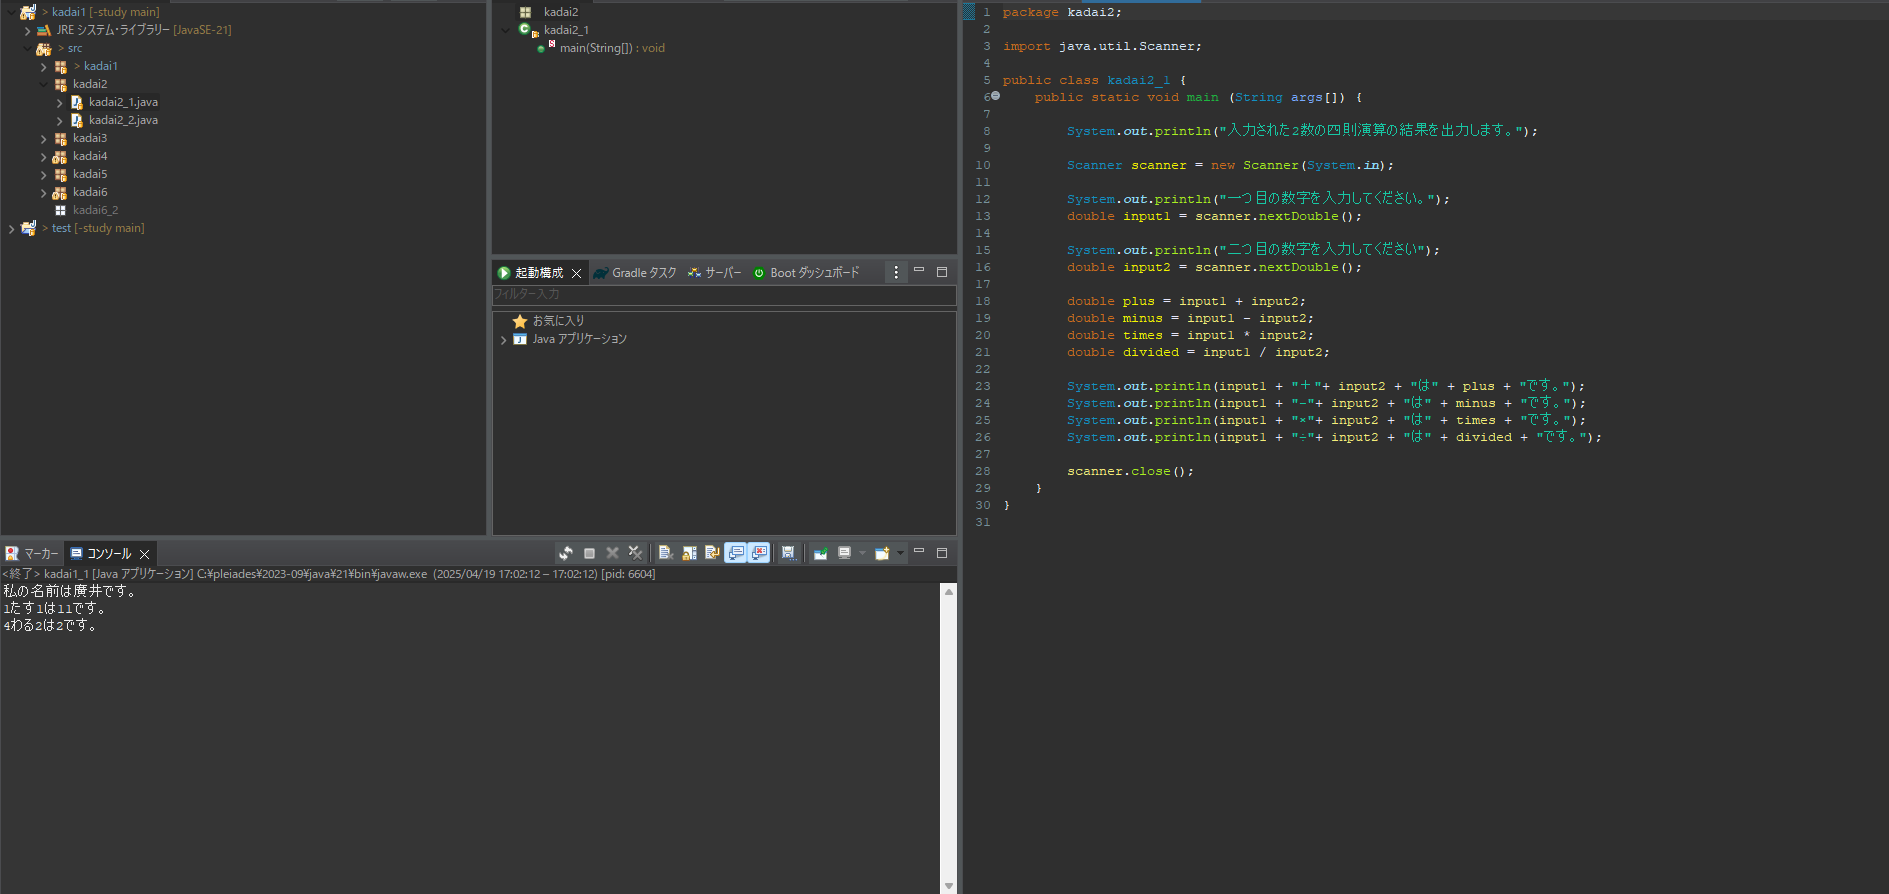 > kadai1 [-study main]
JRE システム・ライブラリー [JavaSE-21]
> src
> kadai1
kadai2
kadai2_1.java
kadai2_2.java
kadai3
kadai4
kadai5
kadai6
kadai6_2
> test [-study main]
kadai2
kadai2_1
main(String[]) : void
起動構成
Gradle タスク
サーバー
Boot ダッシュボード
フィルター入力
お気に入り
Java アプリケーション
マーカー
コンソール
<終了> kadai1_1 [Java アプリケーション] C:¥pleiades¥2023-09¥java¥21¥bin¥javaw.exe (2025/04/19 17:02:12 – 17:02:12) [pid: 6604]
私の名前は廣井です。
1たす1は11です。
4わる2は2です。
1 package kadai2;
2
3 import java.util.Scanner;
4
5 public class kadai2_1 {
6 public static void main (String args[]) {
7
8 System.out.println("入力された2数の四則演算の結果を出力します。");
9
10 Scanner scanner = new Scanner(System.in);
11
12 System.out.println("一つ目の数字を入力してください。");
13 double input1 = scanner.nextDouble();
14
15 System.out.println("二つ目の数字を入力してください");
16 double input2 = scanner.nextDouble();
17
18 double plus = input1 + input2;
19 double minus = input1 - input2;
20 double times = input1 * input2;
21 double divided = input1 / input2;
22
23 System.out.println(input1 + "＋"+ input2 + "は" + plus + "です。");
24 System.out.println(input1 + "-"+ input2 + "は" + minus + "です。");
25 System.out.println(input1 + "×"+ input2 + "は" + times + "です。");
26 System.out.println(input1 + "÷"+ input2 + "は" + divided + "です。");
27
28 scanner.close();
29 }
30 }
31